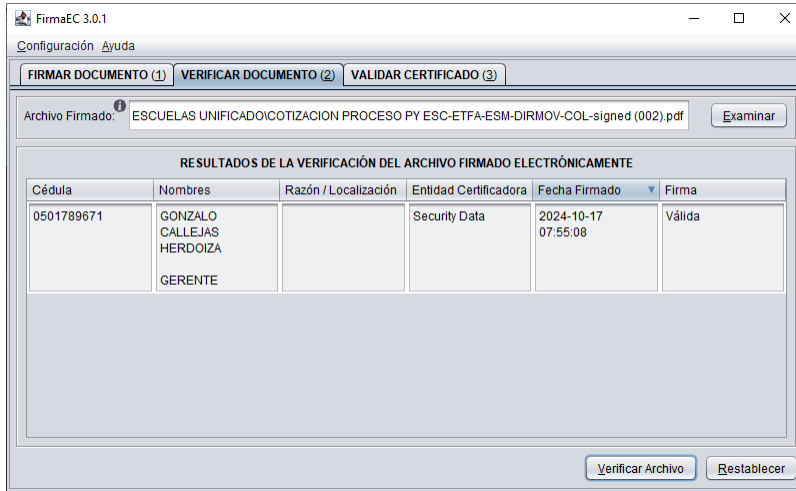 FirmaEC 3.0.1
Configuración Ayuda
FIRMAR DOCUMENTO (1) VERIFICAR DOCUMENTO (2) VALIDAR CERTIFICADO (3)
Archivo Firmado: ESCUELAS UNIFICADO\COTIZACION PROCESO PY ESC-ETFA-ESM-DIRMOV-COL-signed (002).pdf Examinar
RESULTADOS DE LA VERIFICACIÓN DEL ARCHIVO FIRMADO ELECTRÓNICAMENTE
Cédula Nombres Razón / Localización Entidad Certificadora Fecha Firmado Firma
0501789671 GONZALO Security Data 2024-10-17 Válida
CALLEJAS 07:55:08
HERDOIZA
GERENTE
Verificar Archivo Restablecer